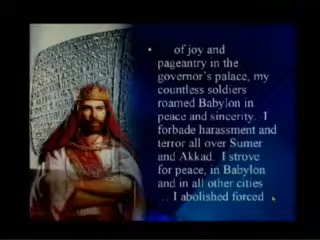 • of joy and
pageantry in the
governor's palace, my
countless soldiers
roamed Babylon in
peace and sincerity. I
forbade harassment and
terror all over Sumer
and Akkad. I strove
for peace, in Babylon
and in all other cities
... I abolished forced